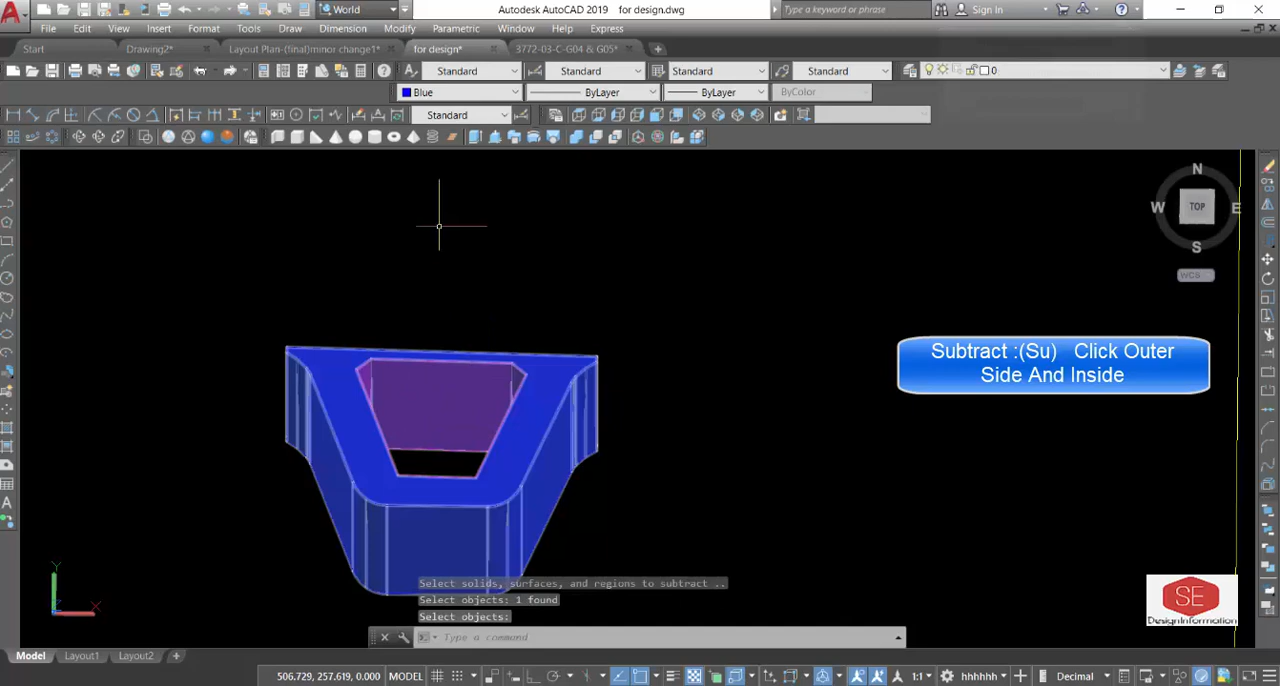 World
Autodesk AutoCAD 2019 for design.dwg
Type a keyword or phrase
Sign In
File Edit View Insert Format Tools Draw Dimension Modify Parametric Window Help Express
Start Drawing2* Layout Plan-(final)minor change1* for design* 3772-03-C-G04 & G05*
Standard Standard Standard Standard 0
Blue ByLayer ByLayer ByColor
Standard
N
W TOP E
S
WCS
Subtract :(Su) Click Outer
Side And Inside
Y
X
Select solids, surfaces, and regions to subtract ..
Select objects: 1 found
Select objects:
Type a command
SE
DesignInformation
Model Layout1 Layout2
506.729, 257.619, 0.000 MODEL 1:1 hhhhhh Decimal